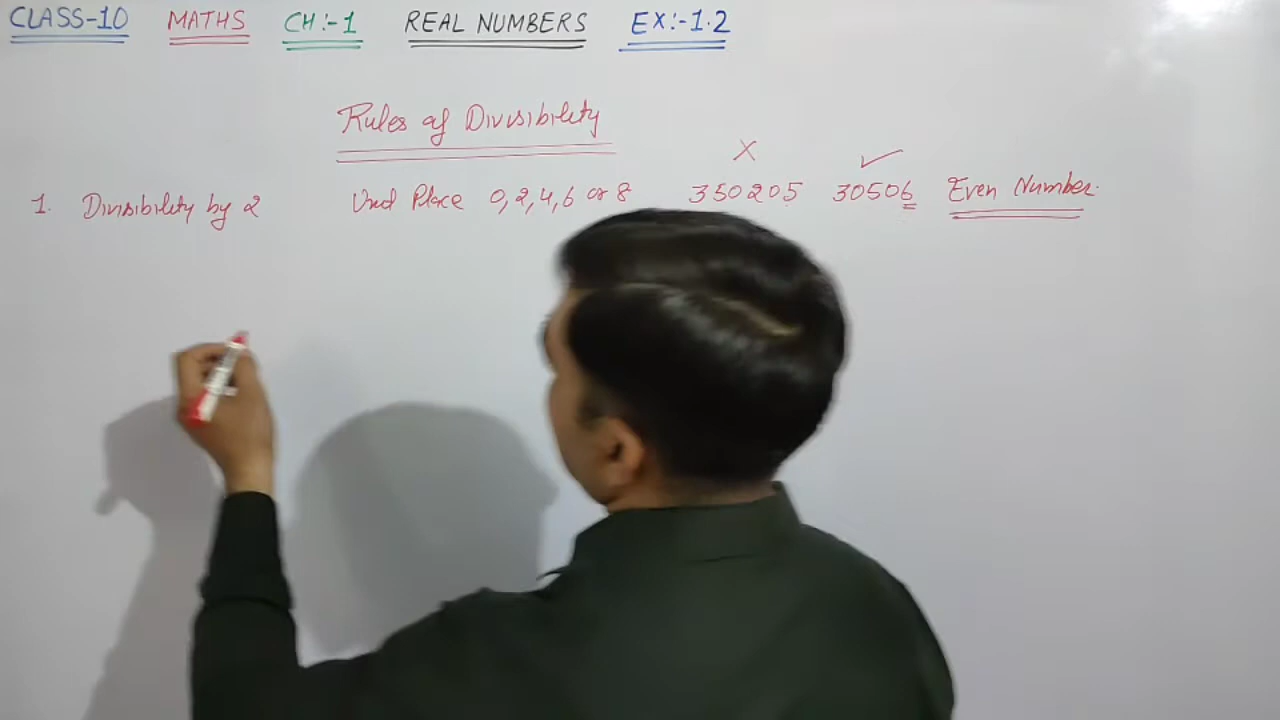 CLASS-10 MATHS CH:-1 REAL NUMBERS EX:-1.2
Rules of Divisibility
X ✓
1. Divisibility by 2 Unit Place 0,2,4,6 or 8 350205 30506 Even Number.